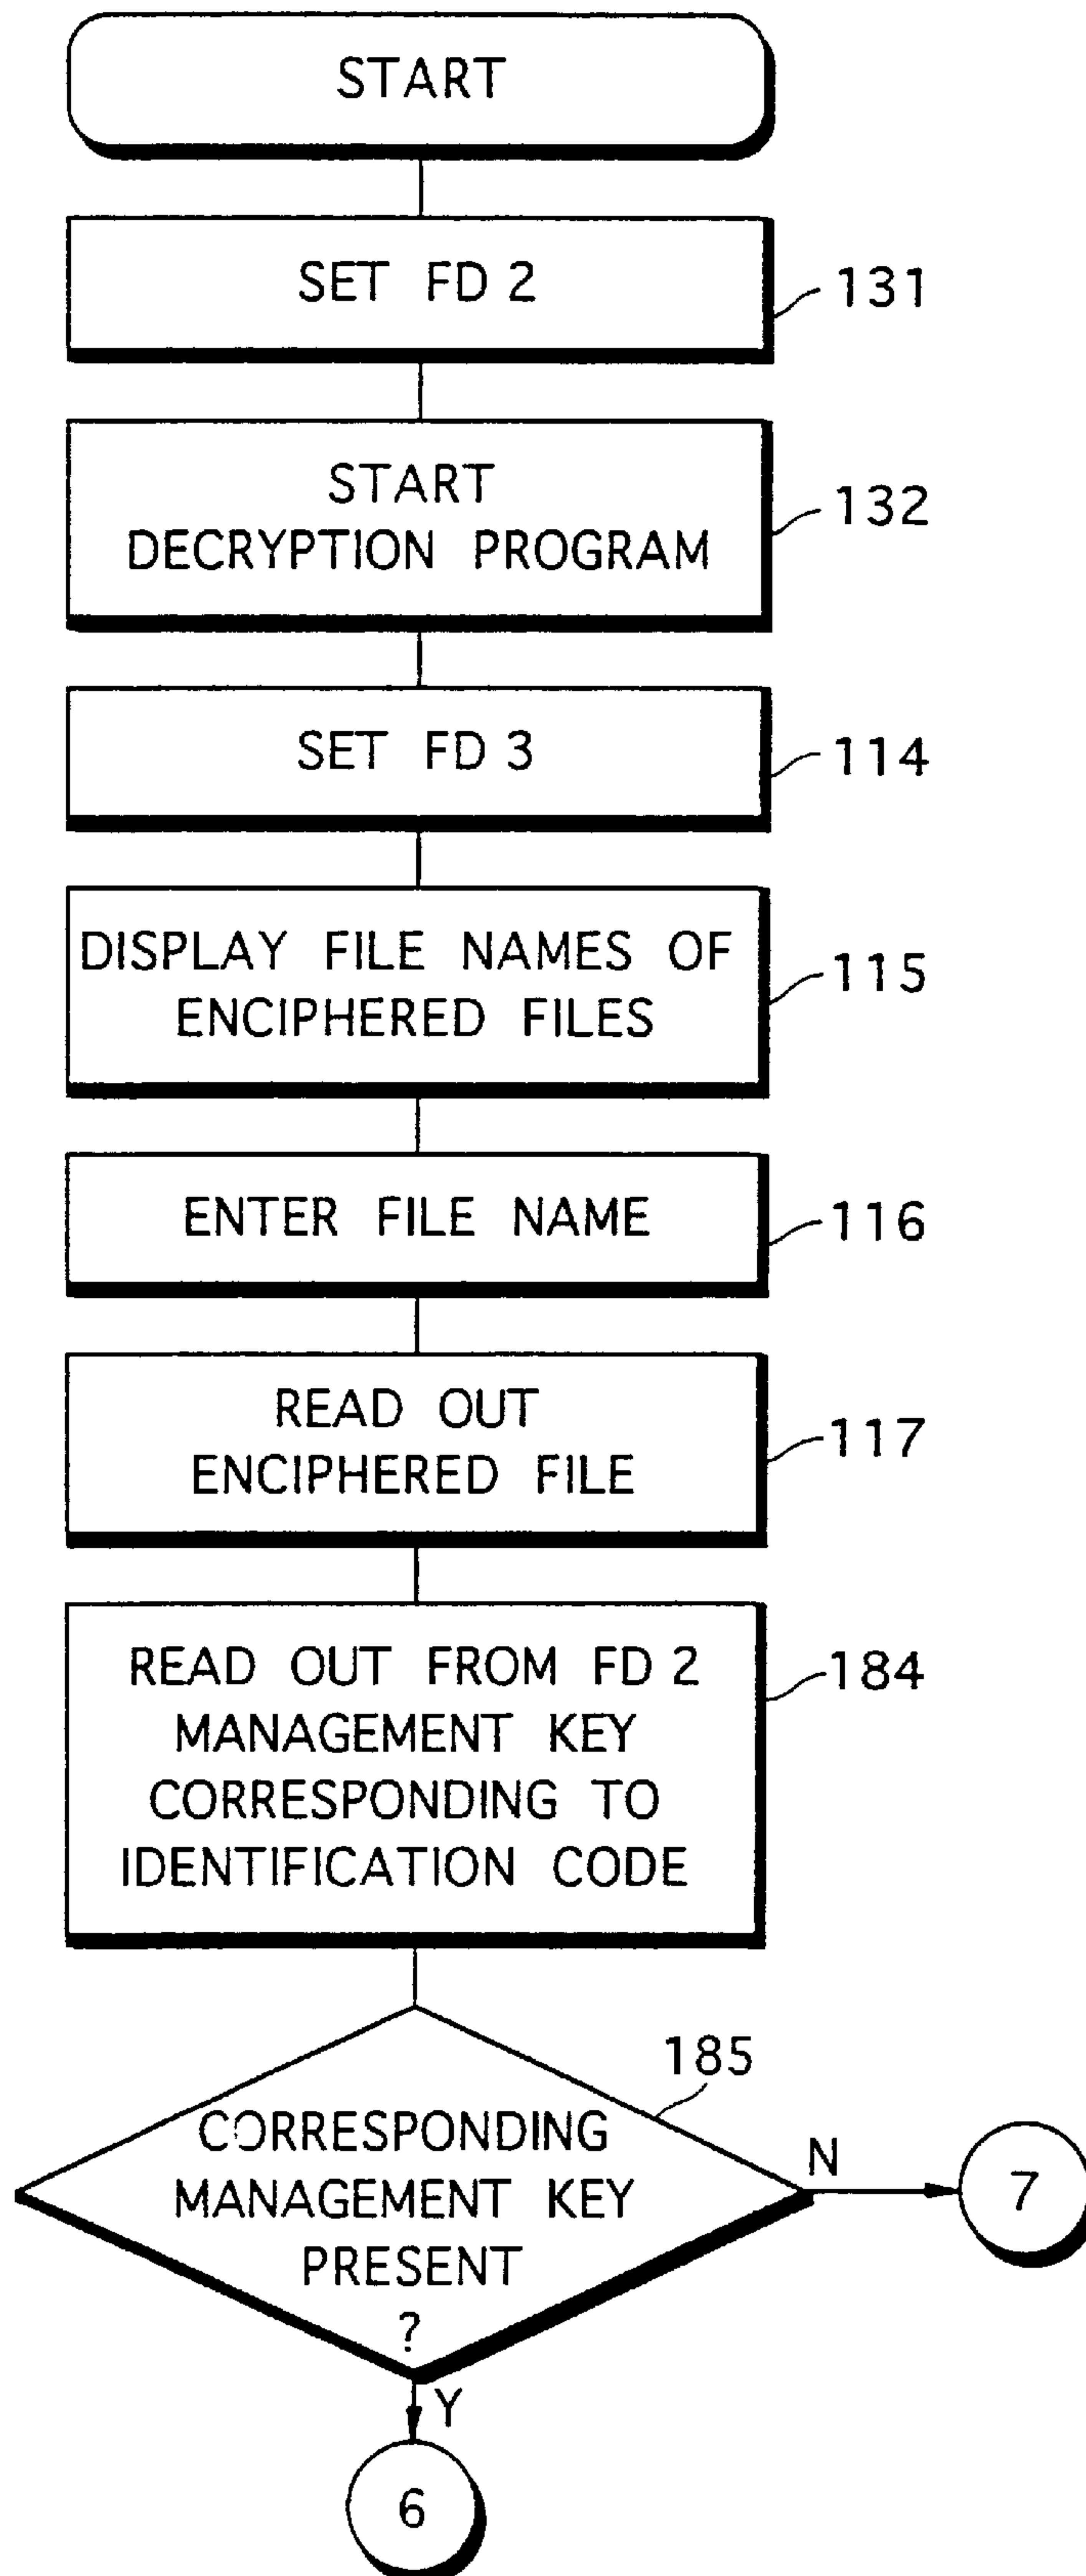 START
SET FD 2
131
START
DECRYPTION PROGRAM
132
SET FD 3
114
DISPLAY FILE NAMES OF
ENCIPHERED FILES
115
ENTER FILE NAME
116
READ OUT
ENCIPHERED FILE
117
READ OUT FROM FD 2
MANAGEMENT KEY
CORRESPONDING TO
IDENTIFICATION CODE
184
185
CORRESPONDING
MANAGEMENT KEY
PRESENT
?
N
7
Y
6